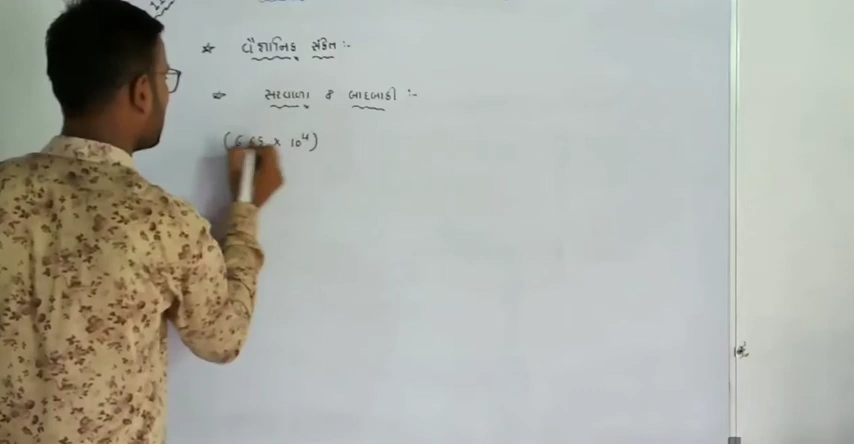 ☆ વૈજ્ઞાનિક સંકેત :-
☆ સરવાળા & બાદબાકી :-
(6.65 × 10⁴)